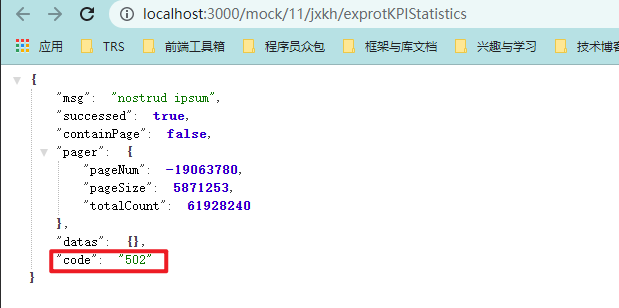 localhost:3000/mock/11/jxkh/exprotKPIStatistics
应用 TRS 前端工具箱 程序员众包 框架与库文档 兴趣与学习 技术博客
{
"msg": "nostrud ipsum",
"successed": true,
"containPage": false,
"pager": {
"pageNum": -19063780,
"pageSize": 5871253,
"totalCount": 61928240
},
"datas": {},
"code": "502"
}